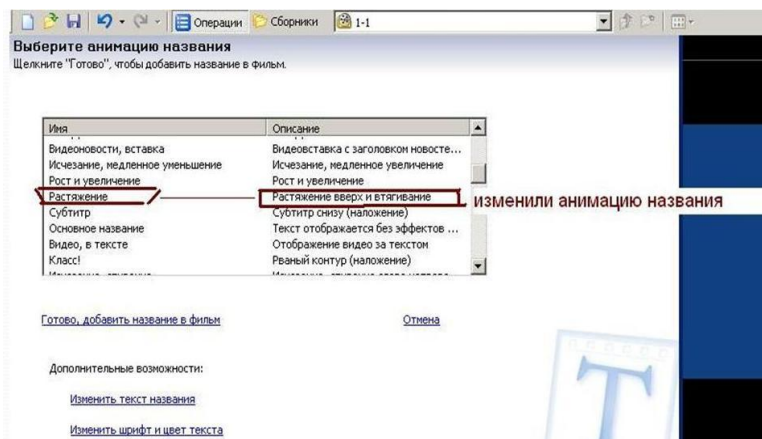 Операции Сборники 1-1
Выберите анимацию названия
Щелкните "Готово", чтобы добавить название в фильм.
Имя Описание
Видеоновости, вставка Видеовставка с заголовком новосте...
Исчезание, медленное уменьшение Исчезание, медленное увеличение
Рост и увеличение Рост и увеличение
Растяжение Растяжение вверх и втягивание изменили анимацию названия
Субтитр Субтитр снизу (наложение)
Основное название Текст отображается без эффектов ...
Видео, в тексте Отображение видео за текстом
Класс! Рваный контур (наложение)
Готово, добавить название в фильм Отмена
Дополнительные возможности:
Изменить текст названия
Изменить шрифт и цвет текста
T